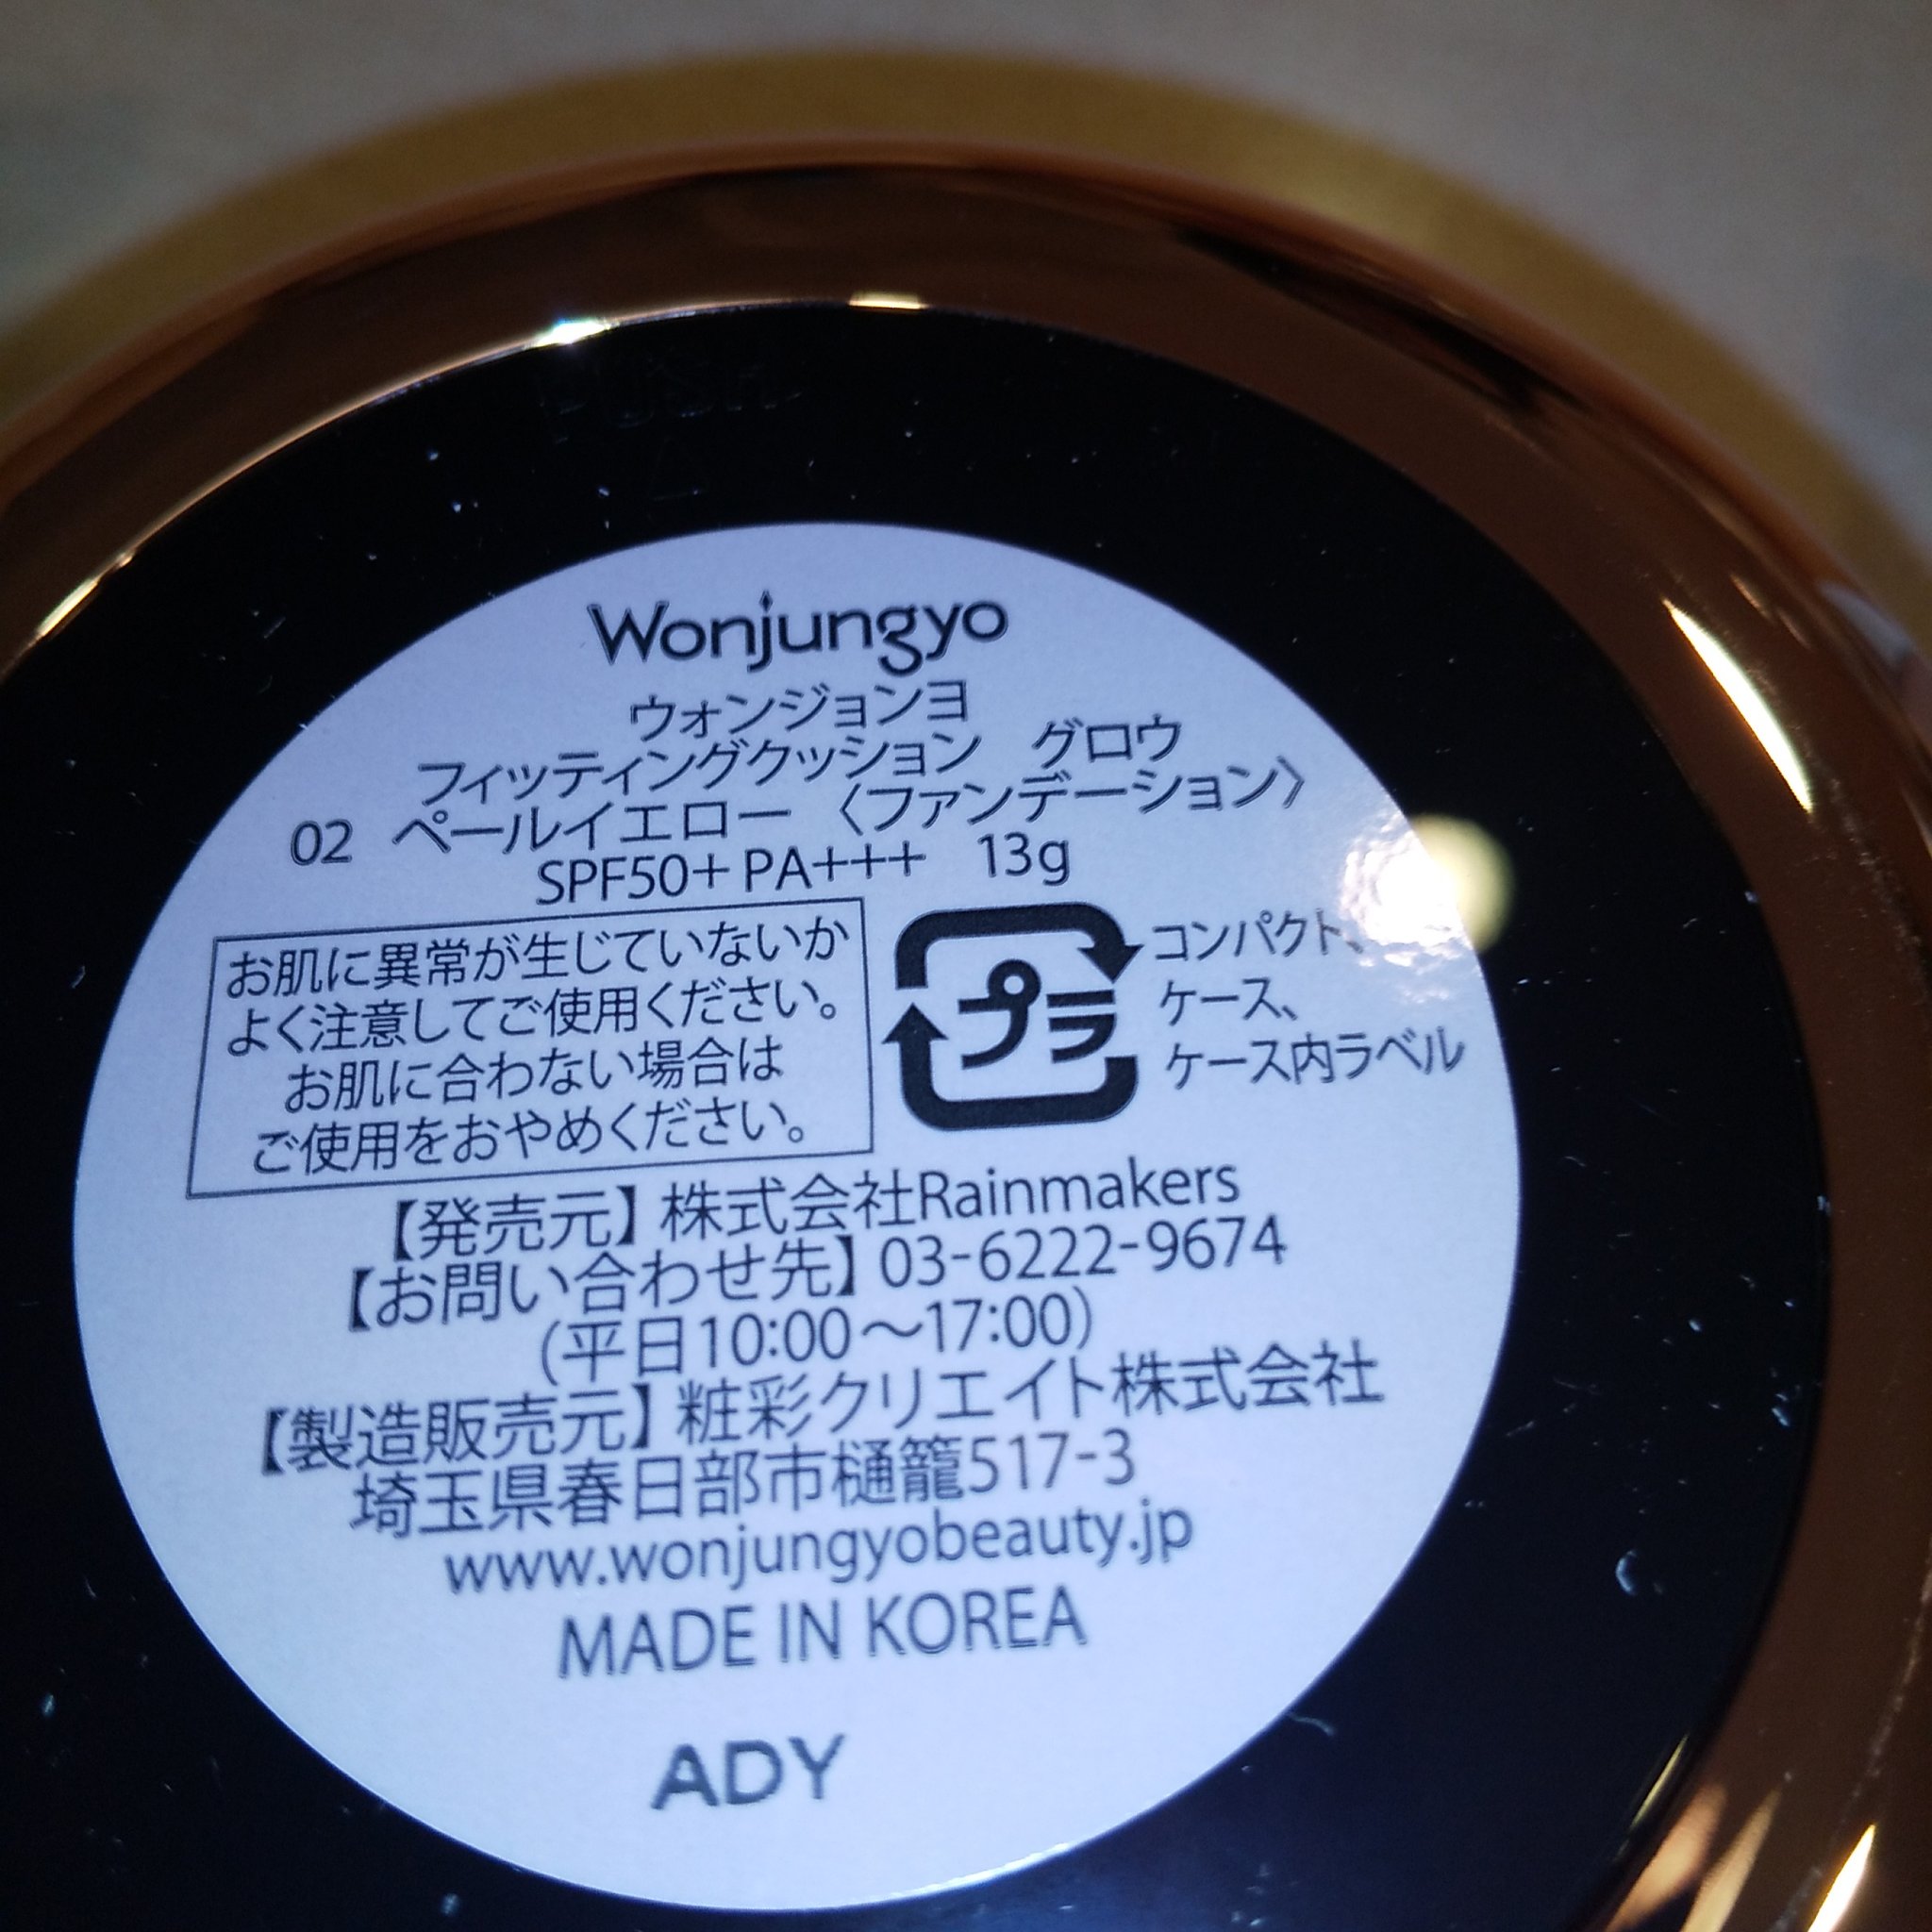 PUSH
Wonjungyo
ウォンジョンヨ
フィッティングクッション グロウ
02 ペールイエロー 〈ファンデーション〉
SPF50+ PA+++ 13g
お肌に異常が生じていないか
よく注意してご使用ください。
お肌に合わない場合は
ご使用をおやめください。
プラ
コンパクト、
ケース、
ケース内ラベル
【発売元】株式会社Rainmakers
【お問い合わせ先】03-6222-9674
(平日10:00～17:00)
【製造販売元】粧彩クリエイト株式会社
埼玉県春日部市樋籠517-3
www.wonjungyobeauty.jp
MADE IN KOREA
ADY